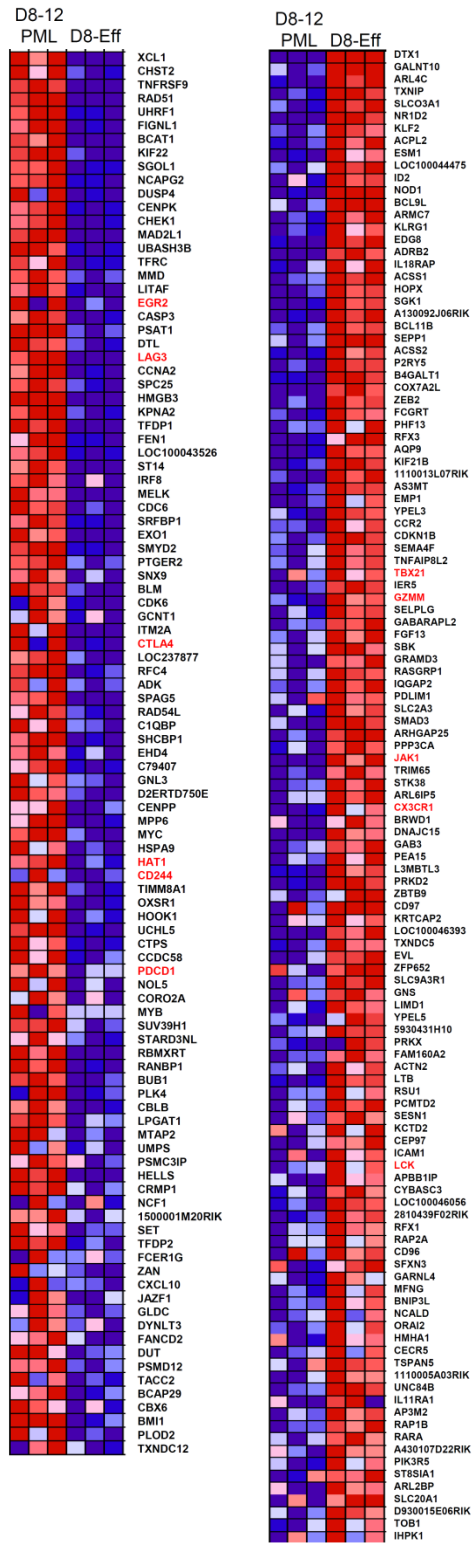 D8-12
PML D8-Eff
XCL1
CHST2
TNFRSF9
RAD51
UHRF1
FIGNL1
BCAT1
KIF22
SGOL1
NCAPG2
DUSP4
CENPK
CHEK1
MAD2L1
UBASH3B
TFRC
MMD
LITAF
EGR2
CASP3
PSAT1
DTL
LAG3
CCNA2
SPC25
HMGB3
KPNA2
TFDP1
FEN1
LOC100043526
ST14
IRF8
MELK
CDC6
SRFBP1
EXO1
SMYD2
PTGER2
SNX9
BLM
CDK6
GCNT1
ITM2A
CTLA4
LOC237877
RFC4
ADK
SPAG5
RAD54L
C1QBP
SHCBP1
EHD4
C79407
GNL3
D2ERTD750E
CENPP
MPP6
MYC
HSPA9
HAT1
CD244
TIMM8A1
OXSR1
HOOK1
UCHL5
CTPS
CCDC58
PDCD1
NOL5
CORO2A
MYB
SUV39H1
STARD3NL
RBMXRT
RANBP1
BUB1
PLK4
CBLB
LPGAT1
MTAP2
UMPS
PSMC3IP
HELLS
CRMP1
NCF1
1500001M20RIK
SET
TFDP2
FCER1G
ZAN
CXCL10
JAZF1
GLDC
DYNLT3
FANCD2
DUT
PSMD12
TACC2
BCAP29
CBX6
BMI1
PLOD2
TXNDC12
D8-12
PML D8-Eff
DTX1
GALNT10
ARL4C
TXNIP
SLCO3A1
NR1D2
KLF2
ACPL2
ESM1
LOC100044475
ID2
NOD1
BCL9L
ARMC7
KLRG1
EDG8
ADRB2
IL18RAP
ACSS1
HOPX
SGK1
A130092J06RIK
BCL11B
SEPP1
ACSS2
P2RY5
B4GALT1
COX7A2L
ZEB2
FCGRT
PHF13
RFX3
AQP9
KIF21B
1110013L07RIK
AS3MT
EMP1
YPEL3
CCR2
CDKN1B
SEMA4F
TNFAIP8L2
TBX21
IER5
GZMM
SELPLG
GABARAPL2
FGF13
SBK
GRAMD3
RASGRP1
IQGAP2
PDLIM1
SLC2A3
SMAD3
ARHGAP25
PPP3CA
JAK1
TRIM65
STK38
ARL6IP5
CX3CR1
BRWD1
DNAJC15
GAB3
PEA15
L3MBTL3
PRKD2
ZBTB9
CD97
KRTCAP2
LOC100046393
TXNDC5
EVL
ZFP652
SLC9A3R1
GNS
LIMD1
YPEL5
5930431H10
PRKX
FAM160A2
ACTN2
LTB
RSU1
PCMTD2
SESN1
KCTD2
CEP97
ICAM1
LCK
APBB1IP
CYBASC3
LOC100046056
2810439F02RIK
RFX1
RAP2A
CD96
SFXN3
GARNL4
MFNG
BNIP3L
NCALD
ORAI2
HMHA1
CECR5
TSPAN5
1110005A03RIK
UNC84B
IL11RA1
AP3M2
RAP1B
RARA
A430107D22RIK
PIK3R5
ST8SIA1
ARL2BP
SLC20A1
D930015E06RIK
TOB1
IHPK1